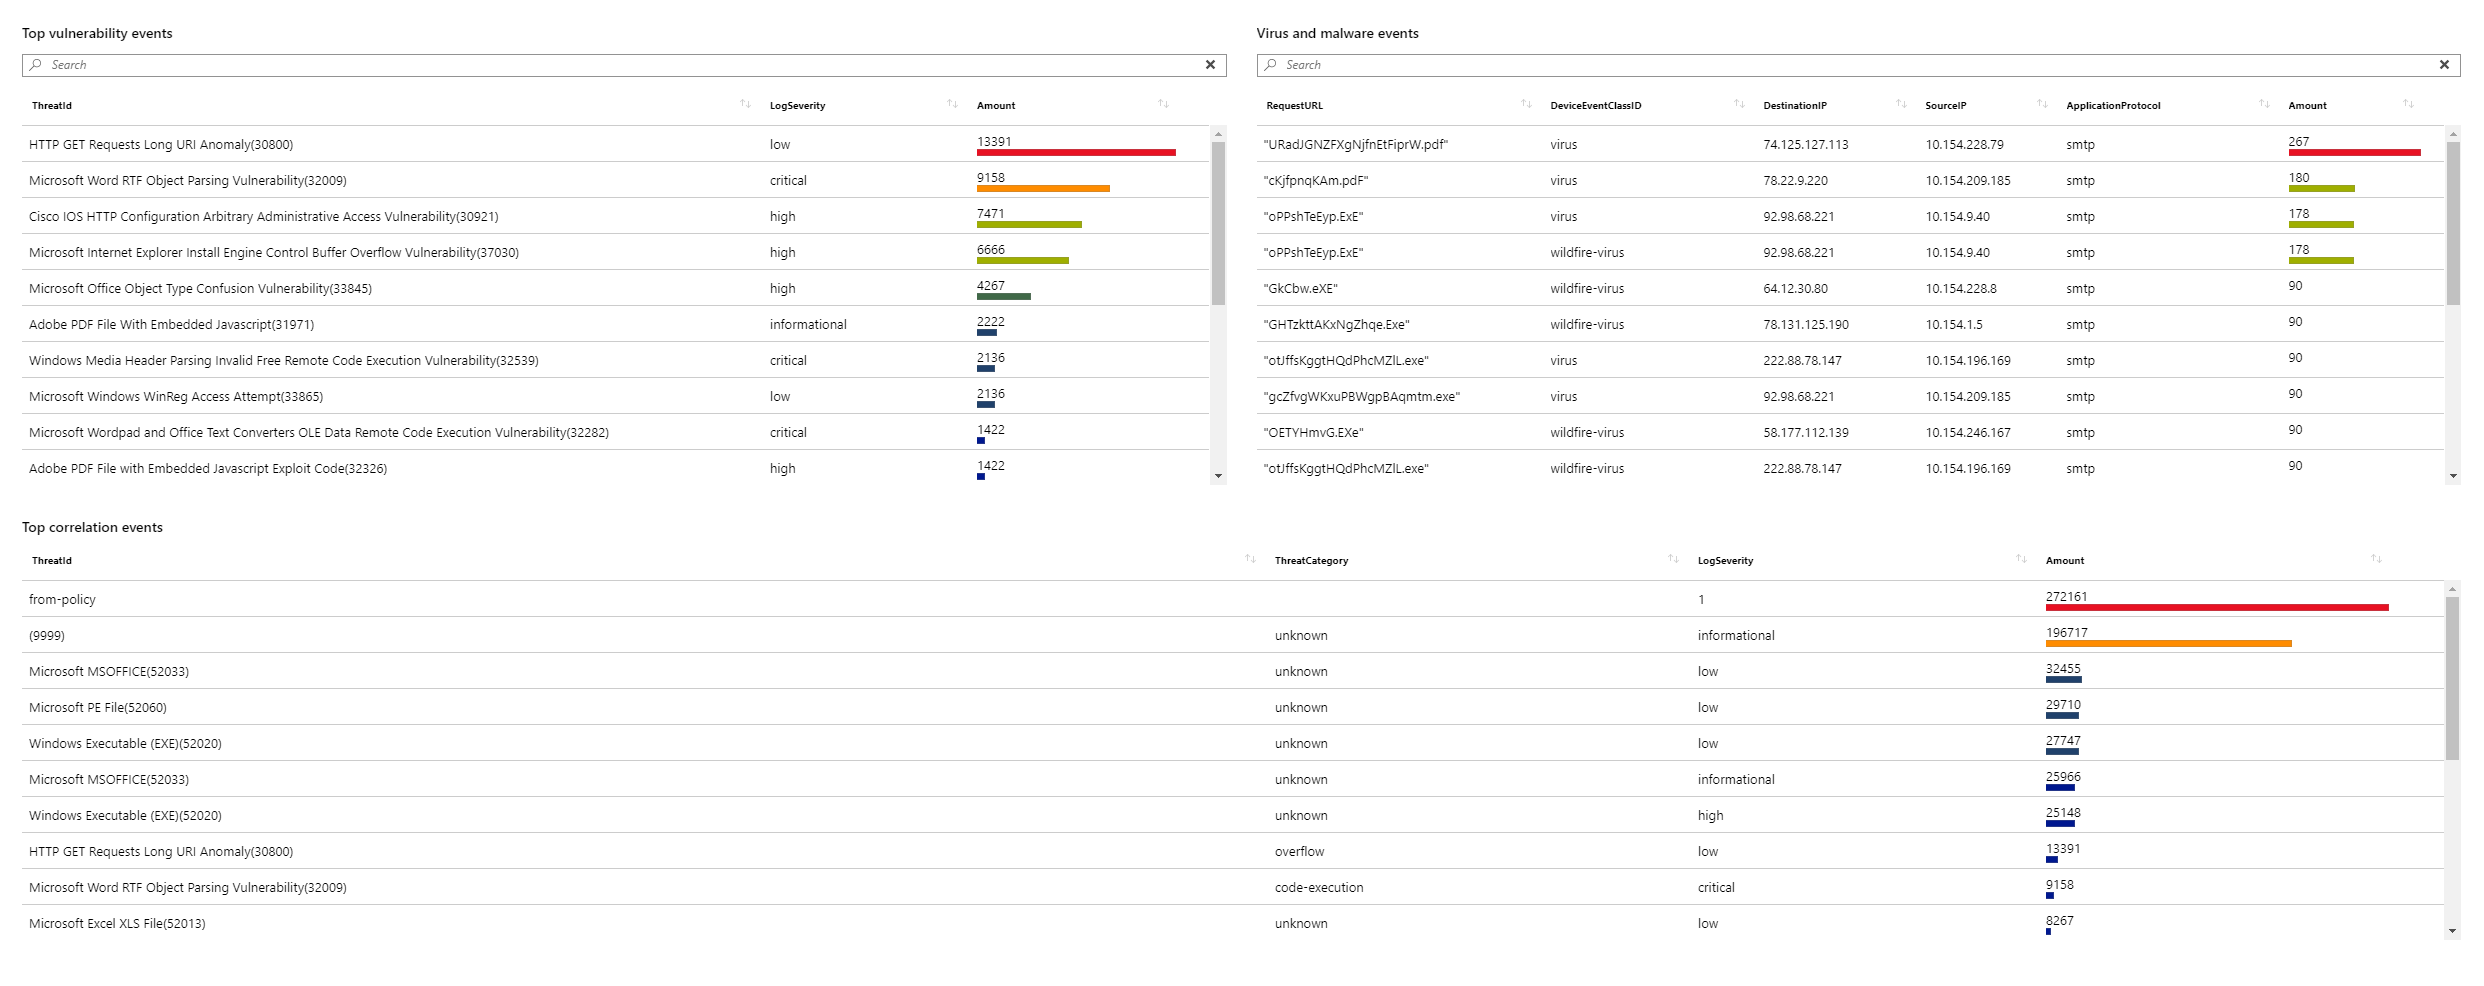 Top vulnerability events
Search
ThreatId LogSeverity Amount
HTTP GET Requests Long URI Anomaly(30800) low 13391
Microsoft Word RTF Object Parsing Vulnerability(32009) critical 9158
Cisco IOS HTTP Configuration Arbitrary Administrative Access Vulnerability(30921) high 7471
Microsoft Internet Explorer Install Engine Control Buffer Overflow Vulnerability(37030) high 6666
Microsoft Office Object Type Confusion Vulnerability(33845) high 4267
Adobe PDF File With Embedded Javascript(31971) informational 2222
Windows Media Header Parsing Invalid Free Remote Code Execution Vulnerability(32539) critical 2136
Microsoft Windows WinReg Access Attempt(33865) low 2136
Microsoft Wordpad and Office Text Converters OLE Data Remote Code Execution Vulnerability(32282) critical 1422
Adobe PDF File with Embedded Javascript Exploit Code(32326) high 1422
Virus and malware events
Search
RequestURL DeviceEventClassID DestinationIP SourceIP ApplicationProtocol Amount
"URadJGNZFXgNjfnEtFiprW.pdf" virus 74.125.127.113 10.154.228.79 smtp 267
"cKjfpnqKAm.pdF" virus 78.22.9.220 10.154.209.185 smtp 180
"oPPshTeEyp.ExE" virus 92.98.68.221 10.154.9.40 smtp 178
"oPPshTeEyp.ExE" wildfire-virus 92.98.68.221 10.154.9.40 smtp 178
"GkCbw.eXE" wildfire-virus 64.12.30.80 10.154.228.8 smtp 90
"GHTzkttAKxNgZhqe.Exe" wildfire-virus 78.131.125.190 10.154.1.5 smtp 90
"otJffsKggtHQdPhcMZlL.exe" virus 222.88.78.147 10.154.196.169 smtp 90
"gcZfvgWKxuPBWgpBAqmtm.exe" virus 92.98.68.221 10.154.209.185 smtp 90
"OETYHmvG.EXe" wildfire-virus 58.177.112.139 10.154.246.167 smtp 90
"otJffsKggtHQdPhcMZlL.exe" wildfire-virus 222.88.78.147 10.154.196.169 smtp 90
Top correlation events
ThreatId ThreatCategory LogSeverity Amount
from-policy 1 272161
(9999) unknown informational 196717
Microsoft MSOFFICE(52033) unknown low 32455
Microsoft PE File(52060) unknown low 29710
Windows Executable (EXE)(52020) unknown low 27747
Microsoft MSOFFICE(52033) unknown informational 25966
Windows Executable (EXE)(52020) unknown high 25148
HTTP GET Requests Long URI Anomaly(30800) overflow low 13391
Microsoft Word RTF Object Parsing Vulnerability(32009) code-execution critical 9158
Microsoft Excel XLS File(52013) unknown low 8267